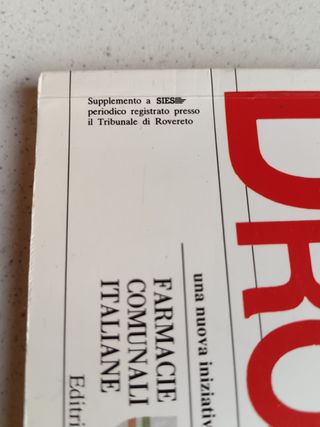 Supplemento a SIES
periodico registrato presso
il Tribunale di Rovereto
DRO
una nuova iniziativ
FARMACIE
COMUNALI
ITALIANE
Editri